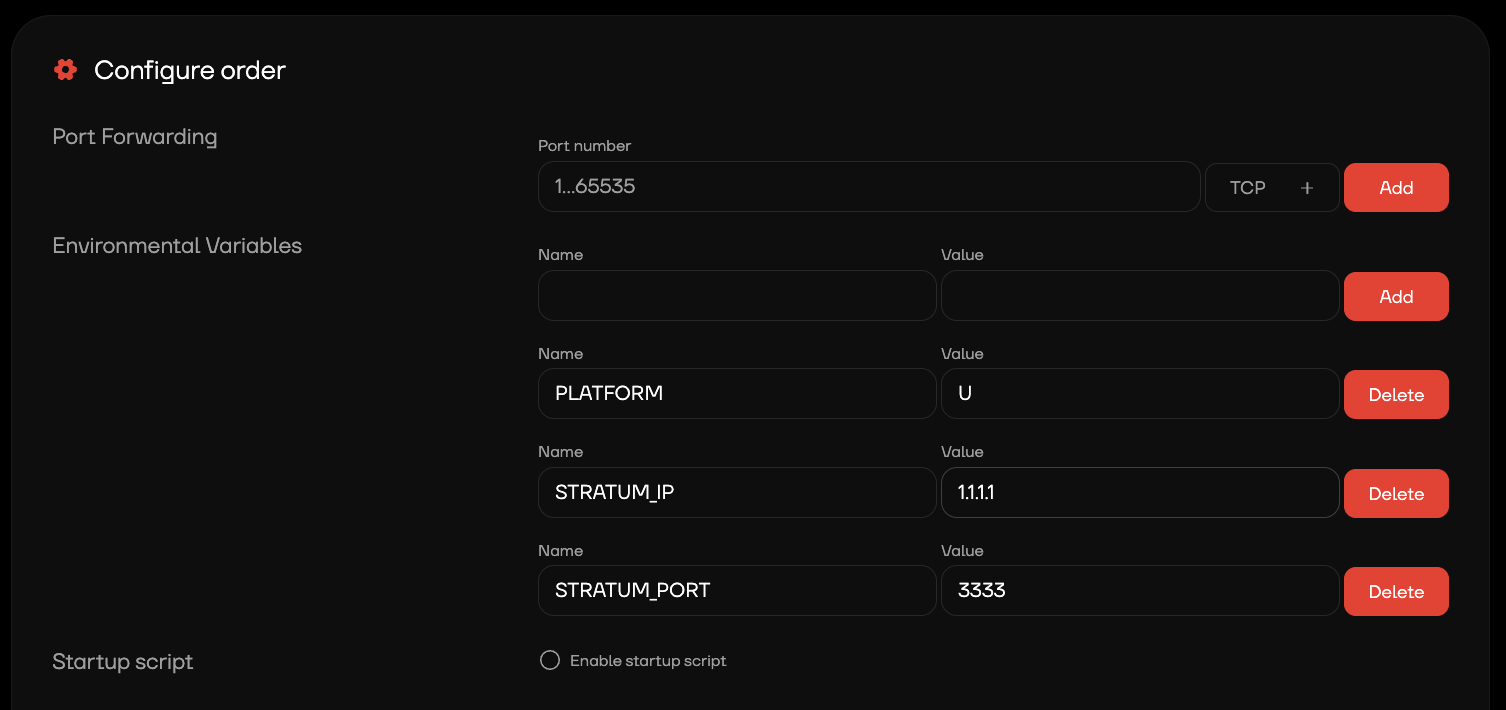 Configure order
Port Forwarding
Port number
1...65535
TCP +
Add
Environmental Variables
Name
Value
Add
Name
Value
PLATFORM
U
Delete
Name
Value
STRATUM_IP
1.1.1.1
Delete
Name
Value
STRATUM_PORT
3333
Delete
Startup script
Enable startup script